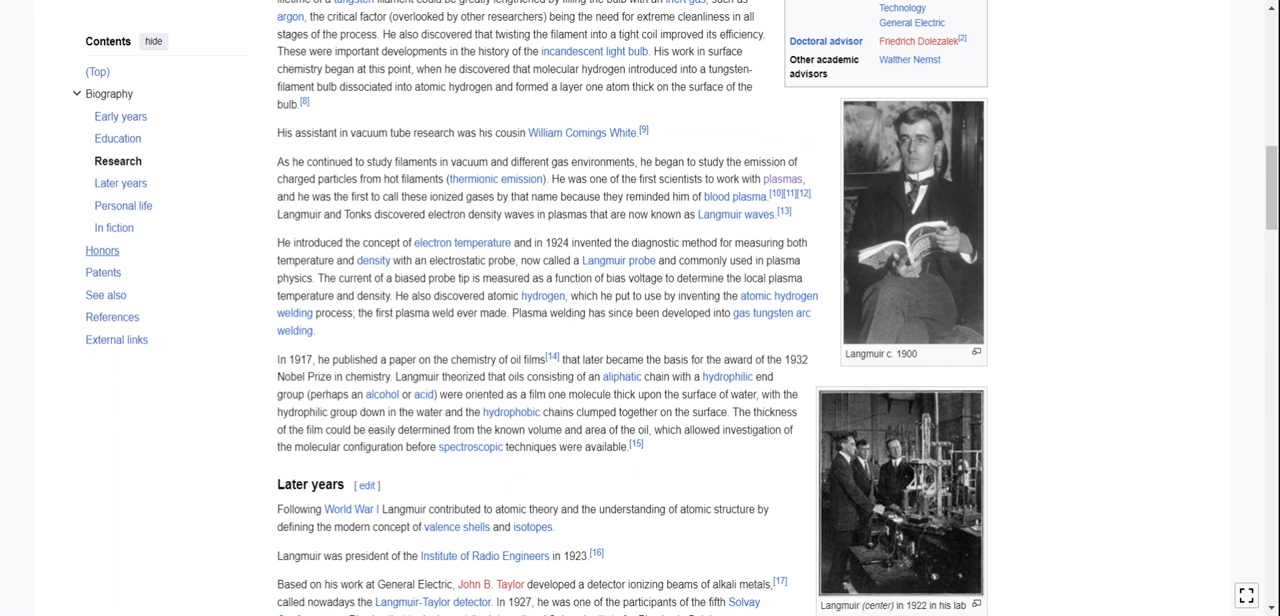 Contents hide
(Top)
Biography
Early years
Education
Research
Later years
Personal life
In fiction
Honors
Patents
See also
References
External links
argon, the critical factor (overlooked by other researchers) being the need for extreme cleanliness in all
stages of the process. He also discovered that twisting the filament into a tight coil improved its efficiency.
These were important developments in the history of the incandescent light bulb. His work in surface
chemistry began at this point, when he discovered that molecular hydrogen introduced into a tungsten-
filament bulb dissociated into atomic hydrogen and formed a layer one atom thick on the surface of the
bulb.[8]
His assistant in vacuum tube research was his cousin William Comings White.[9]
As he continued to study filaments in vacuum and different gas environments, he began to study the emission of
charged particles from hot filaments (thermionic emission). He was one of the first scientists to work with plasmas,
and he was the first to call these ionized gases by that name because they reminded him of blood plasma.[10][11][12]
Langmuir and Tonks discovered electron density waves in plasmas that are now known as Langmuir waves.[13]
He introduced the concept of electron temperature and in 1924 invented the diagnostic method for measuring both
temperature and density with an electrostatic probe, now called a Langmuir probe and commonly used in plasma
physics. The current of a biased probe tip is measured as a function of bias voltage to determine the local plasma
temperature and density. He also discovered atomic hydrogen, which he put to use by inventing the atomic hydrogen
welding process; the first plasma weld ever made. Plasma welding has since been developed into gas tungsten arc
welding.
In 1917, he published a paper on the chemistry of oil films[14] that later became the basis for the award of the 1932
Nobel Prize in chemistry. Langmuir theorized that oils consisting of an aliphatic chain with a hydrophilic end
group (perhaps an alcohol or acid) were oriented as a film one molecule thick upon the surface of water, with the
hydrophilic group down in the water and the hydrophobic chains clumped together on the surface. The thickness
of the film could be easily determined from the known volume and area of the oil, which allowed investigation of
the molecular configuration before spectroscopic techniques were available.[15]
Later years [ edit ]
Following World War I Langmuir contributed to atomic theory and the understanding of atomic structure by
defining the modern concept of valence shells and isotopes.
Langmuir was president of the Institute of Radio Engineers in 1923.[16]
Based on his work at General Electric, John B. Taylor developed a detector ionizing beams of alkali metals,[17]
called nowadays the Langmuir-Taylor detector. In 1927, he was one of the participants of the fifth Solvay
Technology
General Electric
Doctoral advisor Friedrich Dolezalek[2]
Other academic Walther Nernst
advisors
Langmuir c. 1900
Langmuir (center) in 1922 in his lab